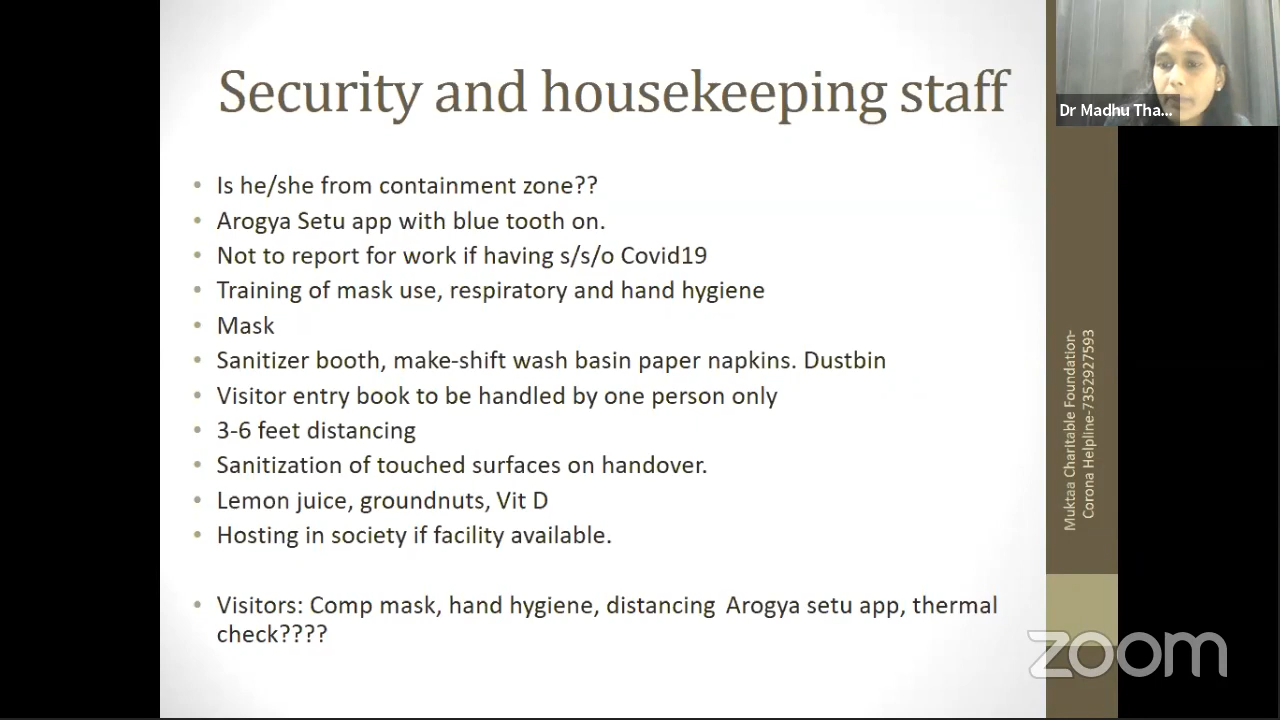 Security and housekeeping staff
• Is he/she from containment zone??
• Arogya Setu app with blue tooth on.
• Not to report for work if having s/s/o Covid19
• Training of mask use, respiratory and hand hygiene
• Mask
• Sanitizer booth, make-shift wash basin paper napkins. Dustbin
• Visitor entry book to be handled by one person only
• 3-6 feet distancing
• Sanitization of touched surfaces on handover.
• Lemon juice, groundnuts, Vit D
• Hosting in society if facility available.
• Visitors: Comp mask, hand hygiene, distancing Arogya setu app, thermal
check????
Dr Madhu Tha...
Muktaa Charitable Foundation-
Corona Helpline-7352927593
zoom